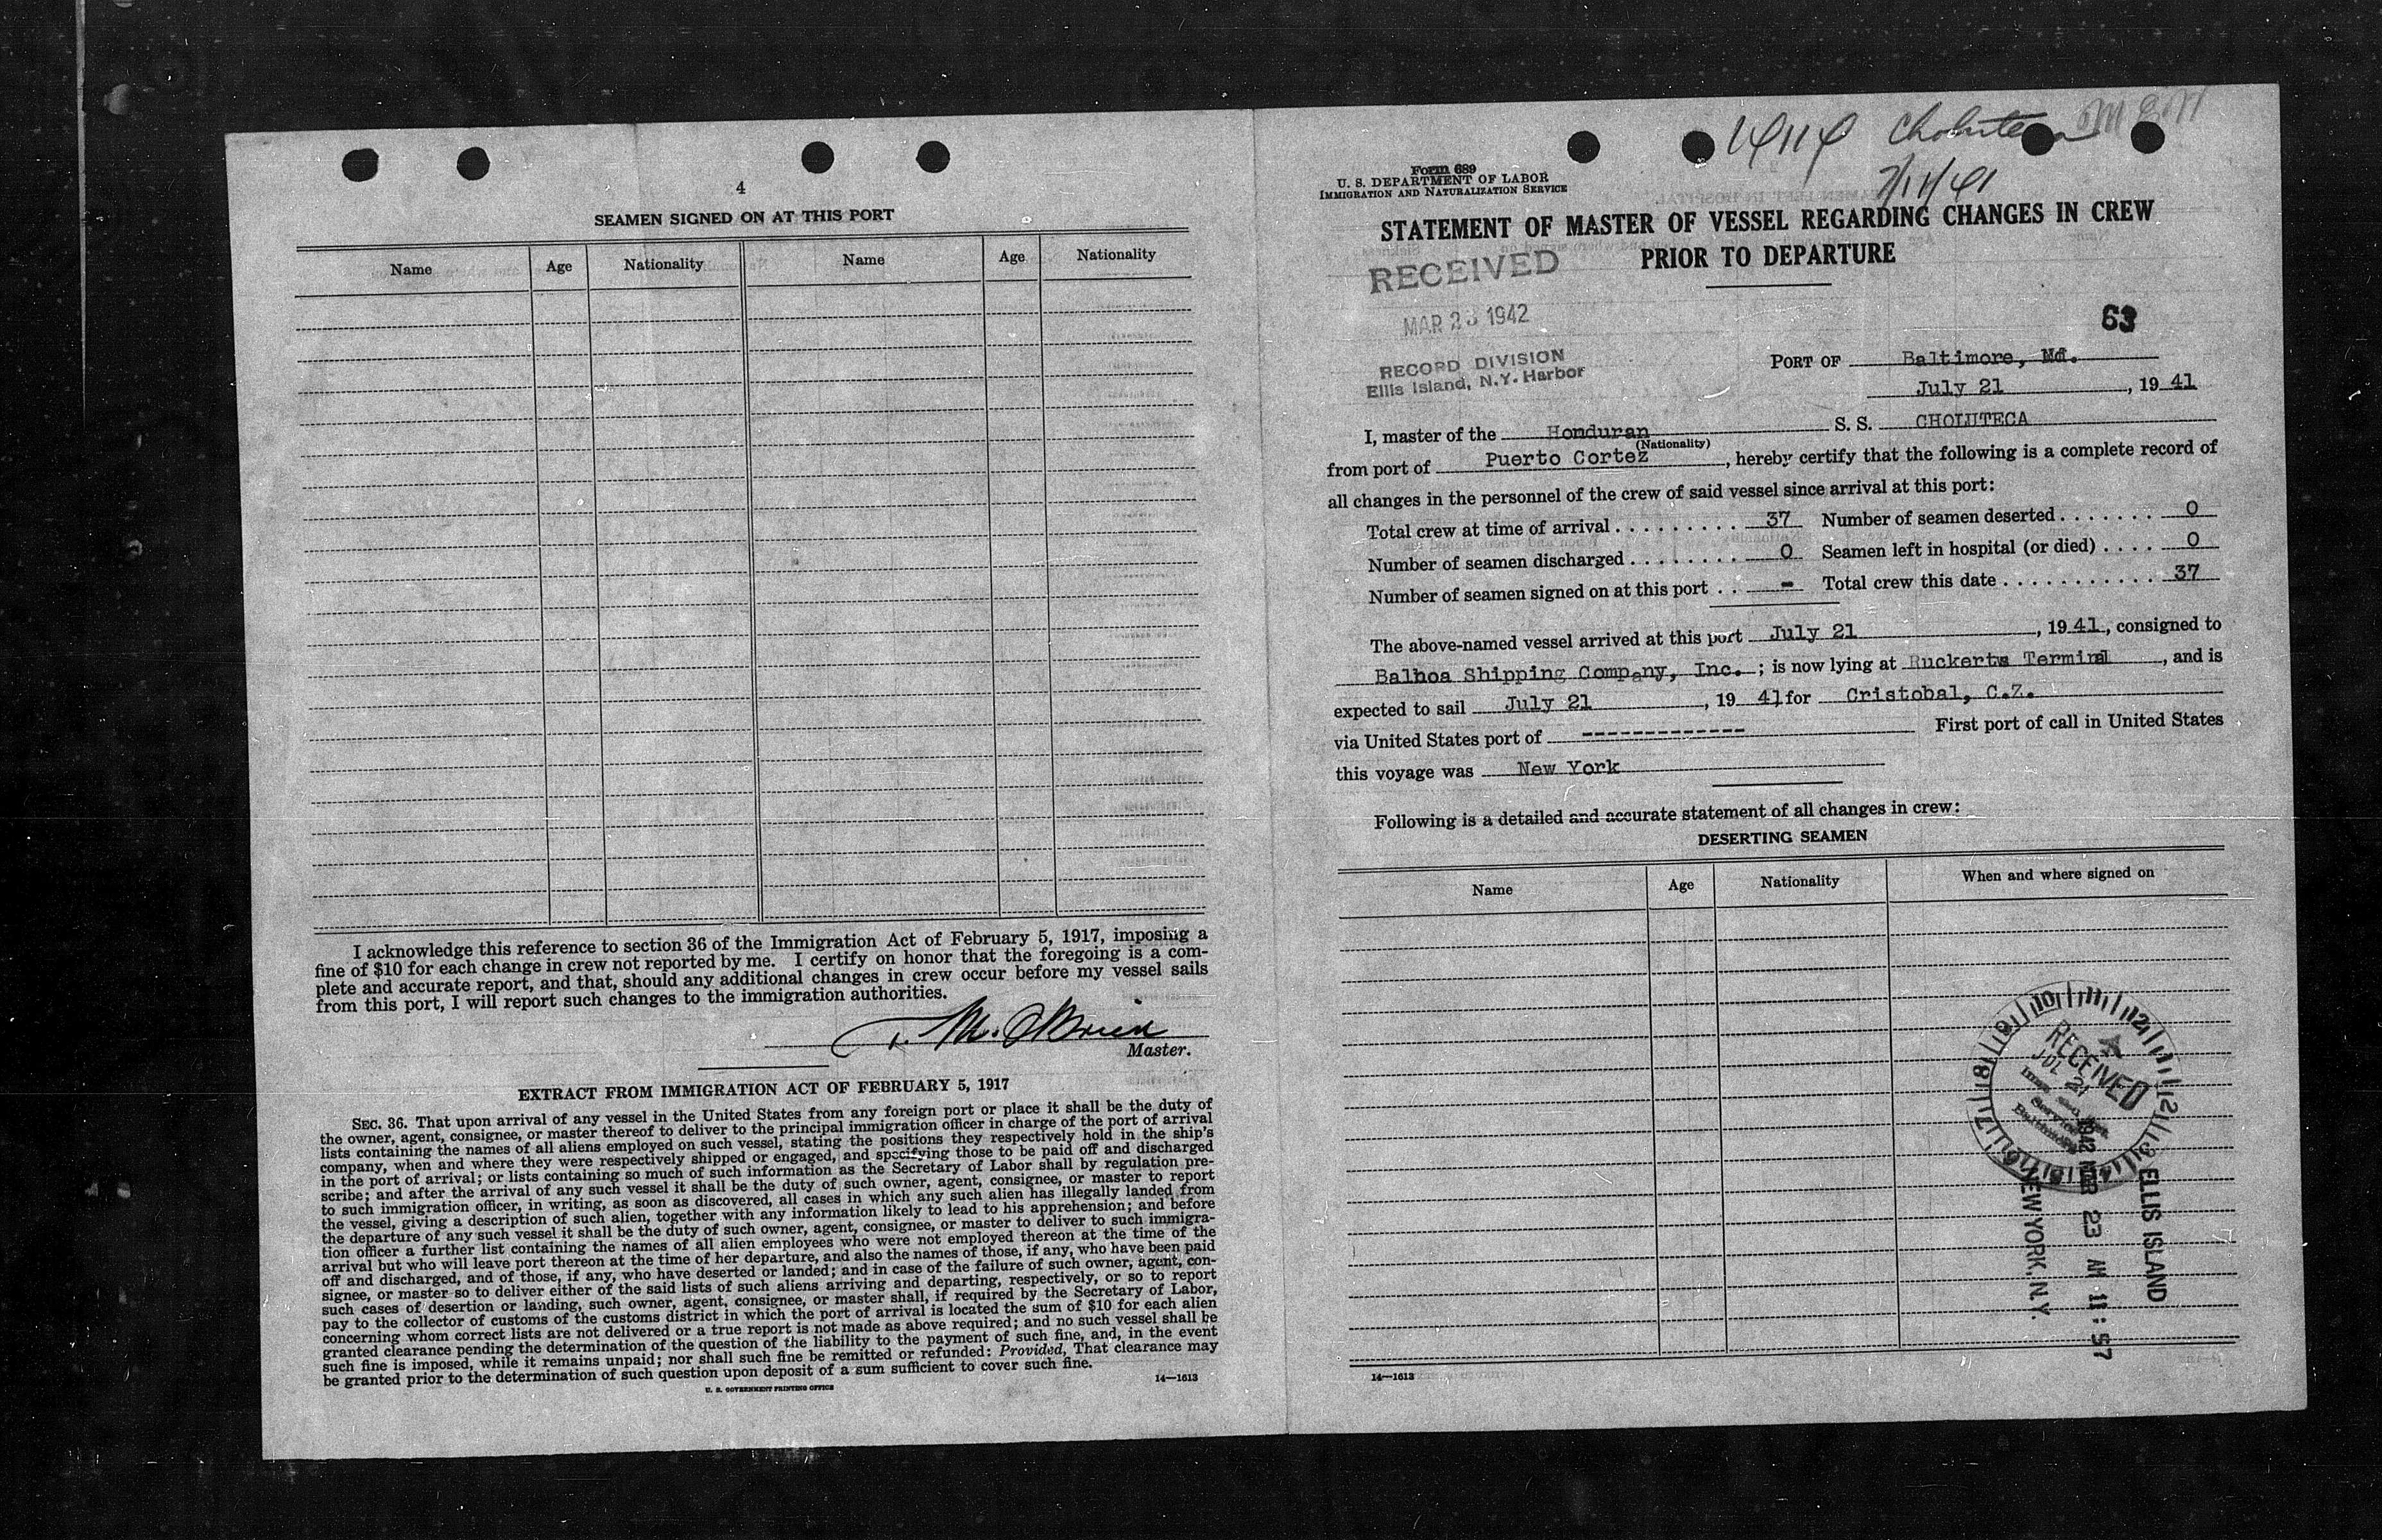 4
SEAMEN SIGNED ON AT THIS PORT
Name Age Nationality Name Age Nationality
I acknowledge this reference to section 36 of the Immigration Act of February 5, 1917, imposing a
fine of $10 for each change in crew not reported by me. I certify on honor that the foregoing is a com-
plete and accurate report, and that, should any additional changes in crew occur before my vessel sails
from this port, I will report such changes to the immigration authorities.
M. O'Brien
Master.
EXTRACT FROM IMMIGRATION ACT OF FEBRUARY 5, 1917
SEC. 36. That upon arrival of any vessel in the United States from any foreign port or place it shall be the duty of
the owner, agent, consignee, or master thereof to deliver to the principal immigration officer in charge of the port of arrival
lists containing the names of all aliens employed on such vessel, stating the positions they respectively hold in the ship's
company, when and where they were respectively shipped or engaged, and specifying those to be paid off and discharged
in the port of arrival; or lists containing so much of such information as the Secretary of Labor shall by regulation pre-
scribe; and after the arrival of any such vessel it shall be the duty of such owner, agent, consignee, or master to report
to such immigration officer, in writing, as soon as discovered, all cases in which any such alien has illegally landed from
the vessel, giving a description of such alien, together with any information likely to lead to his apprehension; and before
the departure of any such vessel it shall be the duty of such owner, agent, consignee, or master to deliver to such immigra-
tion officer a further list containing the names of all alien employees who were not employed thereon at the time of the
arrival but who will leave port thereon at the time of her departure, and also the names of those, if any, who have been paid
off and discharged, and of those, if any, who have deserted or landed; and in case of the failure of such owner, agent, con-
signee, or master so to deliver either of the said lists of such aliens arriving and departing, respectively, or so to report
such cases of desertion or landing, such owner, agent, consignee, or master shall, if required by the Secretary of Labor,
pay to the collector of customs of the customs district in which the port of arrival is located the sum of $10 for each alien
concerning whom correct lists are not delivered or a true report is not made as above required; and no such vessel shall be
granted clearance pending the determination of the question of the liability to the payment of such fine, and, in the event
such fine is imposed, while it remains unpaid; nor shall such fine be remitted or refunded: Provided, That clearance may
be granted prior to the determination of such question upon deposit of a sum sufficient to cover such fine.
U. S. GOVERNMENT PRINTING OFFICE 14—1613
Choluteca
7/11/41
Form 689
U. S. DEPARTMENT OF LABOR
IMMIGRATION AND NATURALIZATION SERVICE
STATEMENT OF MASTER OF VESSEL REGARDING CHANGES IN CREW
PRIOR TO DEPARTURE
RECEIVED
MAR 23 1942
RECORD DIVISION
Ellis Island, N.Y. Harbor
63
PORT OF Baltimore, Md.
July 21, 19 41
I, master of the Honduran S. S. CHOLUTECA
(Nationality)
from port of Puerto Cortez, hereby certify that the following is a complete record of
all changes in the personnel of the crew of said vessel since arrival at this port:
Total crew at time of arrival . . . . . . . . . 37 Number of seamen deserted . . . . . . . 0
Number of seamen discharged . . . . . . . . 0 Seamen left in hospital (or died) . . . . 0
Number of seamen signed on at this port . . - Total crew this date . . . . . . . . . . . . 37
The above-named vessel arrived at this port July 21, 19 41, consigned to
Balboa Shipping Company, Inc.; is now lying at Ruckerts Terminal, and is
expected to sail July 21, 19 41 for Cristobal, C.Z.
via United States port of ------------- First port of call in United States
this voyage was New York
Following is a detailed and accurate statement of all changes in crew:
DESERTING SEAMEN
Name Age Nationality When and where signed on
RECEIVED
JUL 21
ELLIS ISLAND
1942 MAR 23 AM 11:57
NEW YORK, N.Y.
14—1613